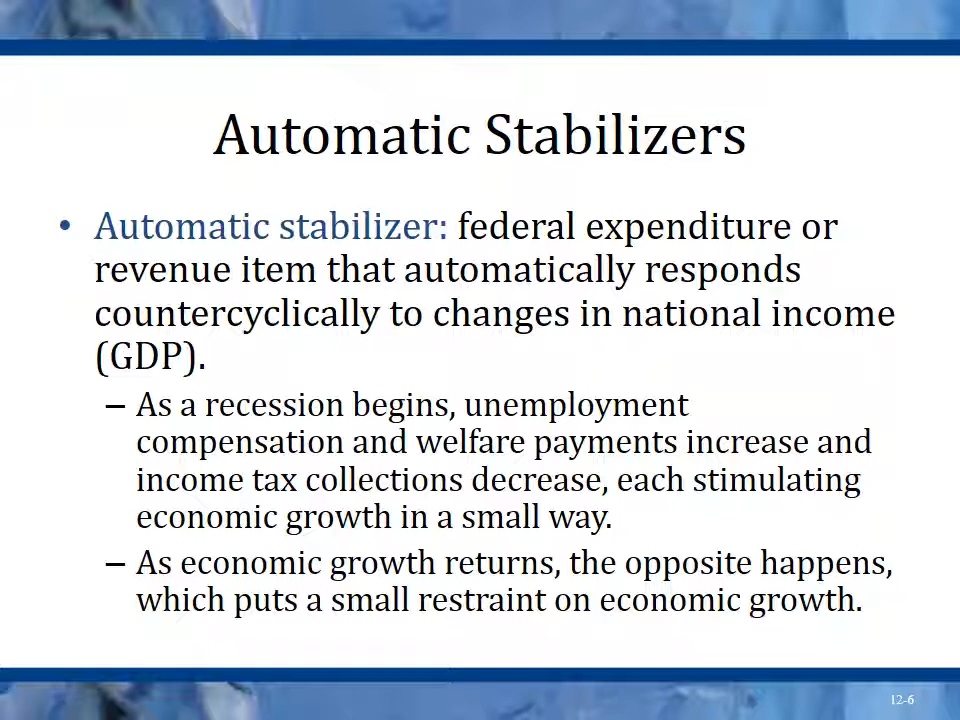 Automatic Stabilizers
• Automatic stabilizer: federal expenditure or
revenue item that automatically responds
countercyclically to changes in national income
(GDP).
– As a recession begins, unemployment
compensation and welfare payments increase and
income tax collections decrease, each stimulating
economic growth in a small way.
– As economic growth returns, the opposite happens,
which puts a small restraint on economic growth.
12-6